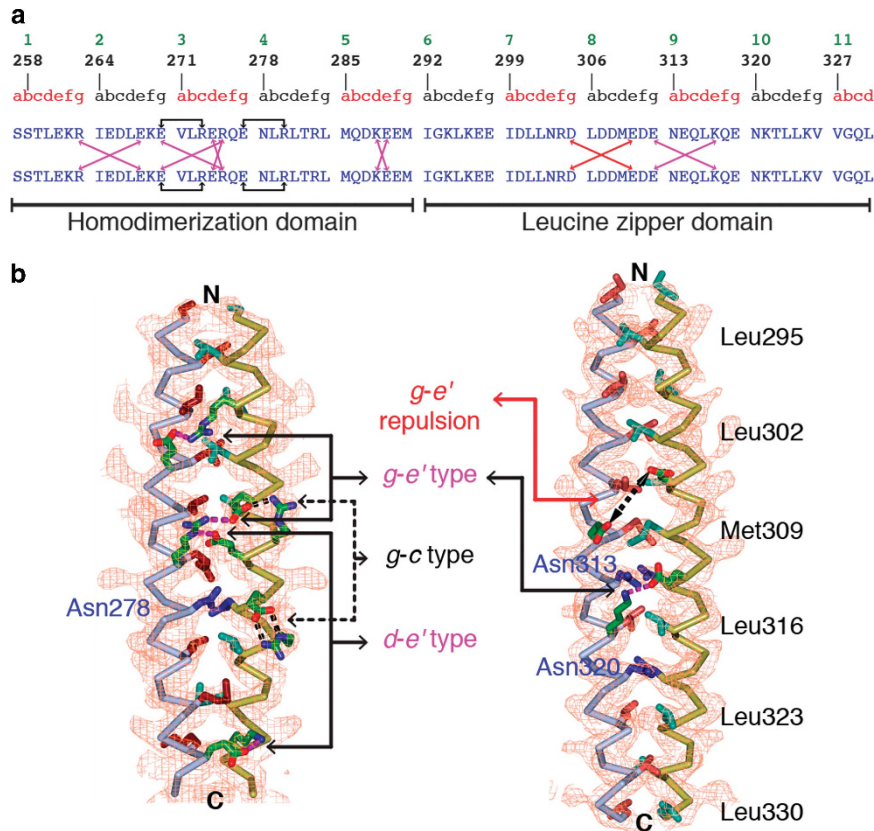 a
1 2 3 4 5 6 7 8 9 10 11
258 264 271 278 285 292 299 306 313 320 327
abcdefg abcdefg abcdefg abcdefg abcdefg abcdefg abcdefg abcdefg abcdefg abcdefg abcd
SSTLEKR IEDLEKE VLRERQE NLRLTRL MQDKEEM IGKLKEE IDLLNRD LDDMEDE NEQLKQE NKTLLKV VGQL
SSTLEKR IEDLEKE VLRERQE NLRLTRL MQDKEEM IGKLKEE IDLLNRD LDDMEDE NEQLKQE NKTLLKV VGQL
Homodimerization domain Leucine zipper domain
b
N N
Leu295
g-e'
repulsion
Leu302
g-e' type
Met309
g-c type
Asn313
Asn278
d-e' type
Leu316
Asn320
Leu323
C C
Leu330